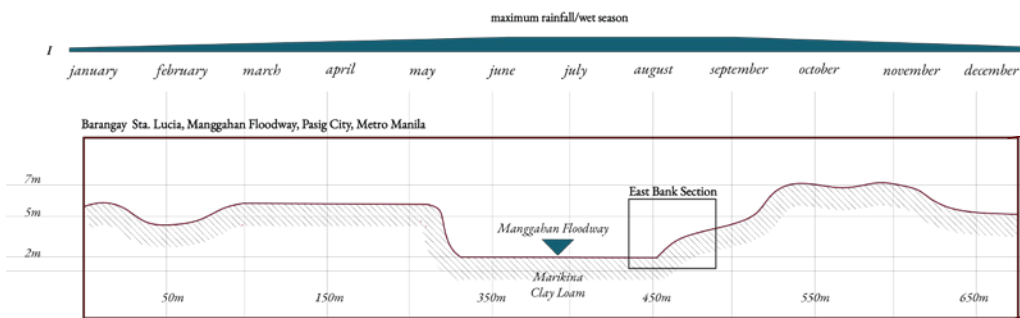 maximum rainfall/wet season
I
january february march april may june july august september october november december
Barangay Sta. Lucia, Manggahan Floodway, Pasig City, Metro Manila
7m
East Bank Section
5m
Manggahan Floodway
2m
Marikina
Clay Loam
50m 150m 350m 450m 550m 650m